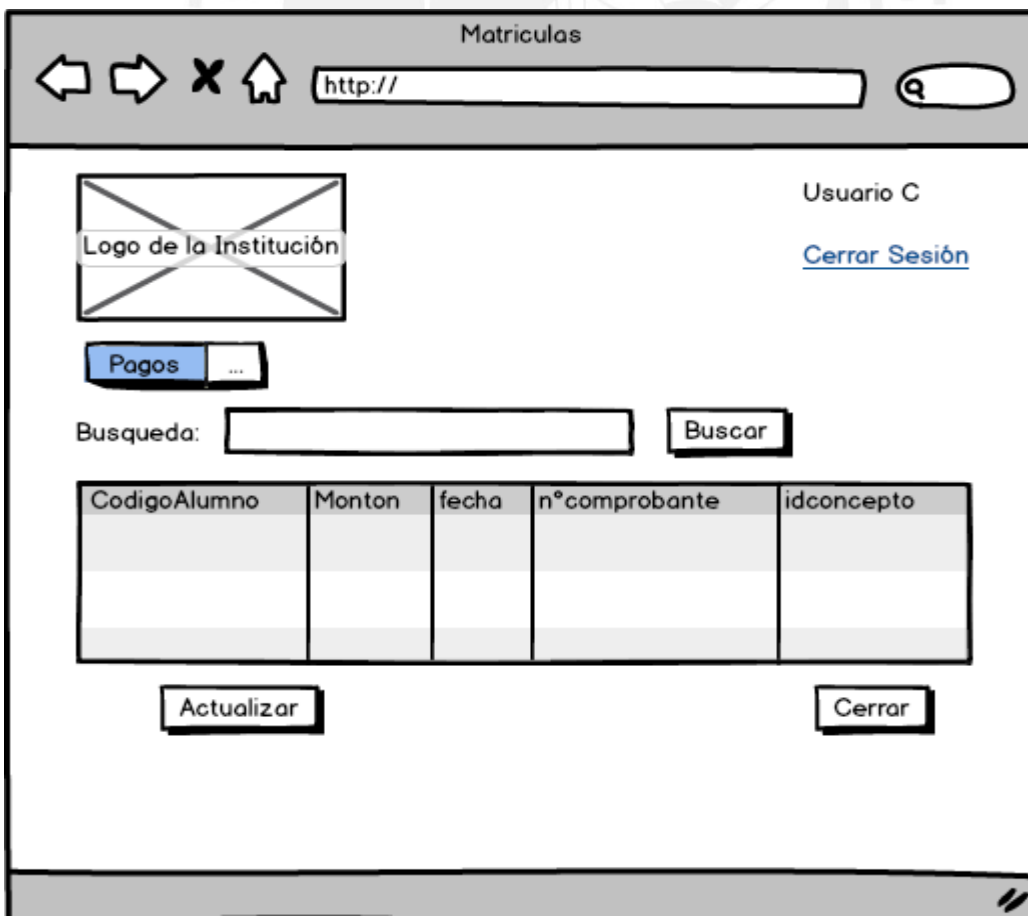 Matriculas
http://
Usuario C
Logo de la Institución
Cerrar Sesión
Pagos ...
Busqueda: Buscar
CodigoAlumno Monton fecha n°comprobante idconcepto
Actualizar Cerrar